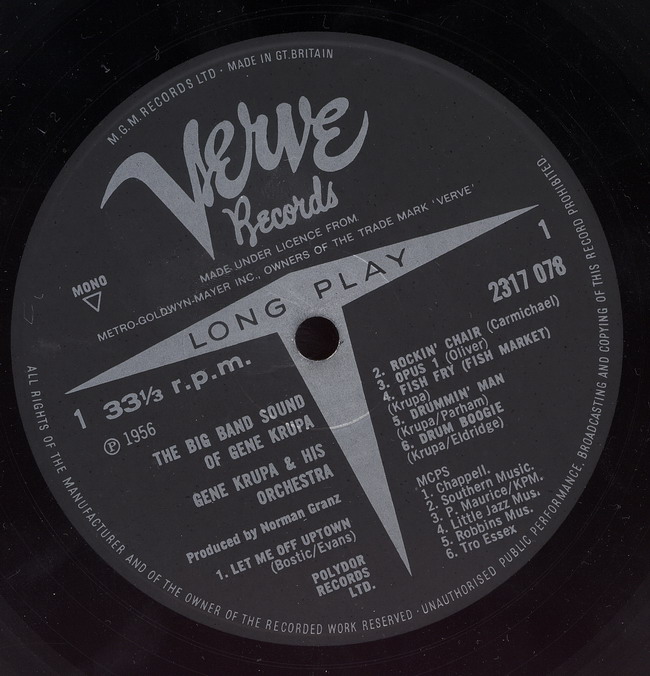 M.G.M. RECORDS LTD · MADE IN GT. BRITAIN
Verve
Records
MADE UNDER LICENCE FROM
METRO-GOLDWYN-MAYER INC., OWNERS OF THE TRADE MARK 'VERVE'
MONO
LONG PLAY
1
2317 078
1
33⅓ r.p.m.
Ⓟ 1956
THE BIG BAND SOUND
OF GENE KRUPA
GENE KRUPA & HIS
ORCHESTRA
Produced by Norman Granz
1. LET ME OFF UPTOWN
(Bostic/Evans)
POLYDOR
RECORDS
LTD.
2. ROCKIN' CHAIR (Carmichael)
3. OPUS 1 (Oliver)
4. FISH FRY (FISH MARKET)
(Krupa)
5. DRUMMIN' MAN
(Krupa/Parham)
6. DRUM BOOGIE
(Krupa/Eldridge)
MCPS
1. Chappell.
2. Southern Music.
3. P. Maurice/KPM.
4. Little Jazz Mus.
5. Robbins Mus.
6. Tro Essex
ALL RIGHTS OF THE MANUFACTURER AND OF THE OWNER OF THE RECORDED WORK RESERVED · UNAUTHORISED PUBLIC PERFORMANCE, BROADCASTING AND COPYING OF THIS RECORD PROHIBITED.